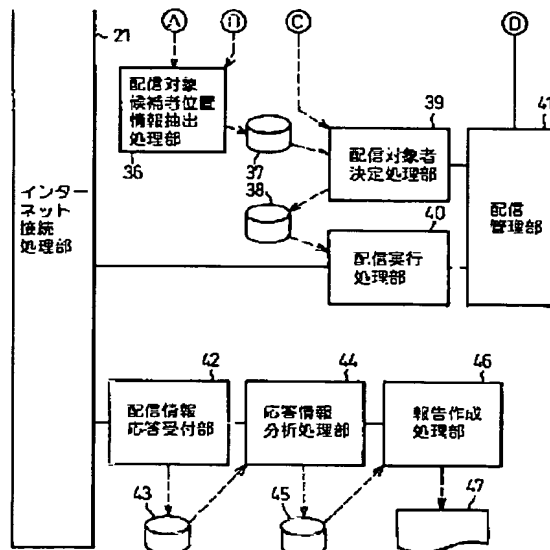 Ⓐ
Ⓑ
Ⓒ
Ⓓ
21
配信対象
候補者位置
情報抽出
処理部
36
37
38
39
配信対象者
決定処理部
41
配信
管理部
40
配信実行
処理部
インター
ネット
接続
処理部
42
配信情報
応答受付部
44
応答情報
分析処理部
46
報告作成
処理部
43
45
47